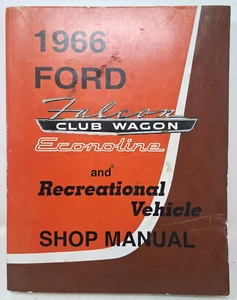 1966
FORD
Falcon
CLUB WAGON
Econoline
and
Recreational
Vehicle
SHOP MANUAL